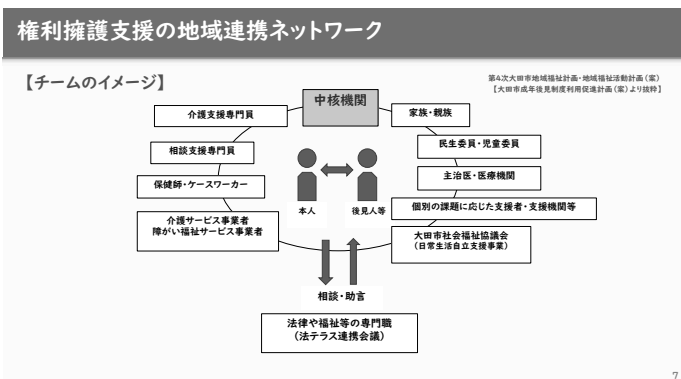 権利擁護支援の地域連携ネットワーク
【チームのイメージ】
第4次大田市地域福祉計画・地域福祉活動計画(案)
【大田市成年後見制度利用促進計画(案)より抜粋】
中核機関
介護支援専門員
家族・親族
相談支援専門員
民生委員・児童委員
保健師・ケースワーカー
主治医・医療機関
本人
後見人等
個別の課題に応じた支援者・支援機関等
介護サービス事業者
障がい福祉サービス事業者
大田市社会福祉協議会
(日常生活自立支援事業)
相談・助言
法律や福祉等の専門職
(法テラス連携会議)
7